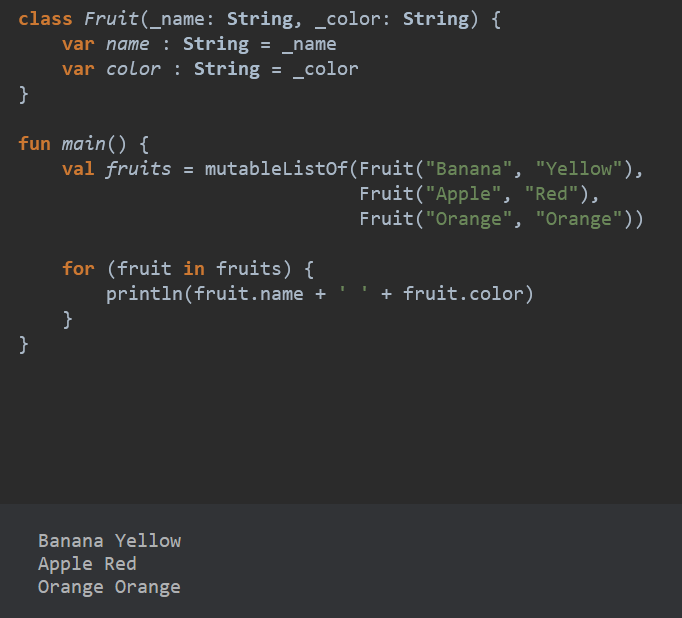 class Fruit(_name: String, _color: String) {
    var name : String = _name
    var color : String = _color
}

fun main() {
    val fruits = mutableListOf(Fruit("Banana", "Yellow"),
                               Fruit("Apple", "Red"),
                               Fruit("Orange", "Orange"))

    for (fruit in fruits) {
        println(fruit.name + ' ' + fruit.color)
    }
}

Banana Yellow
Apple Red
Orange Orange